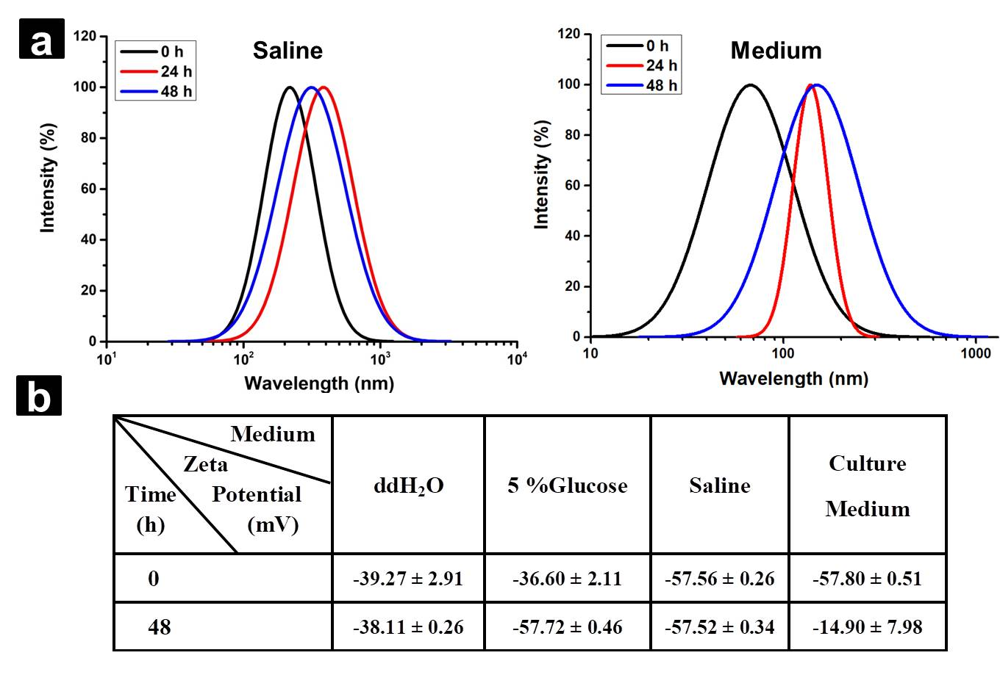 a
Saline
0 h
24 h
48 h
Intensity (%)
120
100
80
60
40
20
0
10¹ 10² 10³ 10⁴
Wavelength (nm)
Medium
0 h
24 h
48 h
Intensity (%)
120
100
80
60
40
20
0
10 100 1000
Wavelength (nm)
b
Medium
Zeta
Potential
(mV)
Time
(h)
ddH₂O
5 %Glucose
Saline
Culture
Medium
0 -39.27 ± 2.91 -36.60 ± 2.11 -57.56 ± 0.26 -57.80 ± 0.51
48 -38.11 ± 0.26 -57.72 ± 0.46 -57.52 ± 0.34 -14.90 ± 7.98